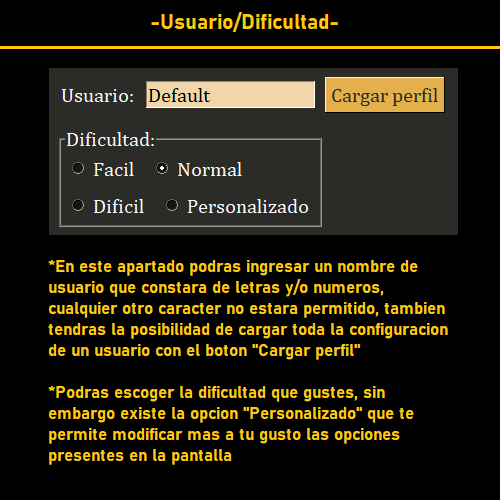 -Usuario/Dificultad-
Usuario: Default Cargar perfil
Dificultad:
Facil Normal
Dificil Personalizado
*En este apartado podras ingresar un nombre de
usuario que constara de letras y/o numeros,
cualquier otro caracter no estara permitido, tambien
tendras la posibilidad de cargar toda la configuracion
de un usuario con el boton "Cargar perfil"
*Podras escoger la dificultad que gustes, sin
embargo existe la opcion "Personalizado" que te
permite modificar mas a tu gusto las opciones
presentes en la pantalla